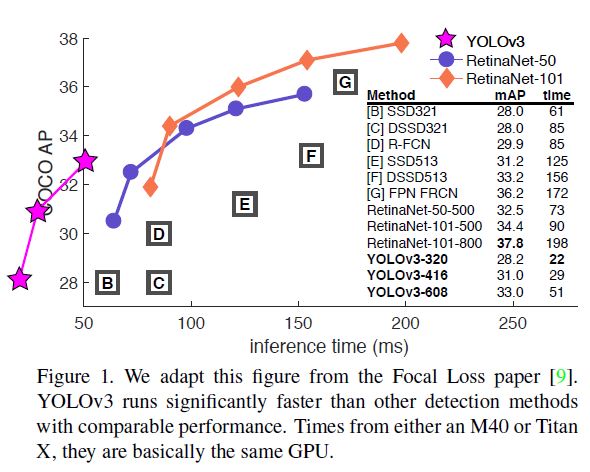 38
36
34
32
30
28
COCO AP
50
100
150
200
250
inference time (ms)
B
C
D
E
F
G
YOLOv3
RetinaNet-50
RetinaNet-101
Method mAP time
[B] SSD321 28.0 61
[C] DSSD321 28.0 85
[D] R-FCN 29.9 85
[E] SSD513 31.2 125
[F] DSSD513 33.2 156
[G] FPN FRCN 36.2 172
RetinaNet-50-500 32.5 73
RetinaNet-101-500 34.4 90
RetinaNet-101-800 37.8 198
YOLOv3-320 28.2 22
YOLOv3-416 31.0 29
YOLOv3-608 33.0 51
Figure 1. We adapt this figure from the Focal Loss paper [9].
YOLOv3 runs significantly faster than other detection methods
with comparable performance. Times from either an M40 or Titan
X, they are basically the same GPU.